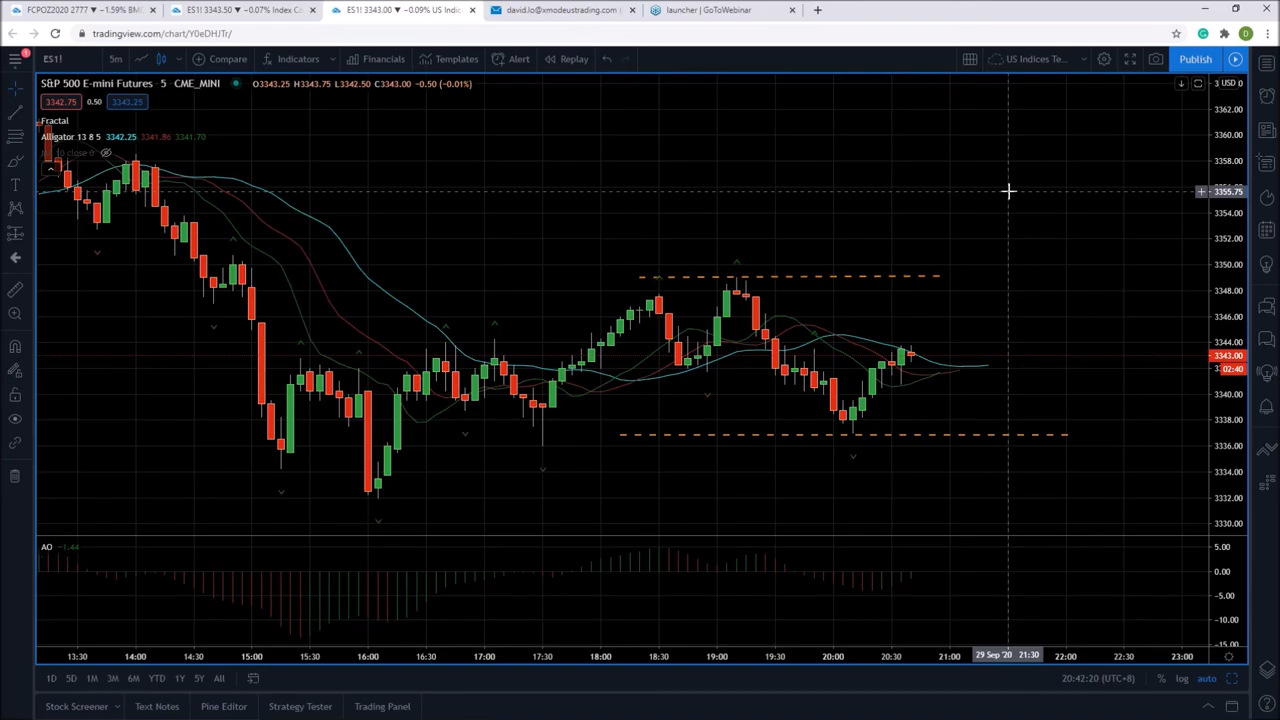 FCPOZ2020 2777 ▼ −1.59% BM
ES1! 3343.50 ▼ −0.07% Index Co
ES1! 3343.00 ▼ −0.09% US Indic
david.lo@xmodeustrading.com
launcher | GoToWebinar
tradingview.com/chart/Y0eDHJTr/
ES1! 5m Compare Indicators Financials Templates Alert Replay US Indices Te... Publish
S&P 500 E-mini Futures · 5 · CME_MINI O3343.25 H3343.75 L3342.50 C3343.00 −0.50 (−0.01%)
3342.75 0.50 3343.25
Fractal
Alligator 13 8 5 3342.25 3341.86 3341.70
USD
3362.00
3360.00
3358.00
3355.75
3354.00
3352.00
3350.00
3348.00
3346.00
3344.00
3343.00
02:40
3340.00
3338.00
3336.00
3334.00
3332.00
3330.00
AO −1.44
5.00
0.00
−5.00
−10.00
−15.00
13:30 14:00 14:30 15:00 15:30 16:00 16:30 17:00 17:30 18:00 18:30 19:00 19:30 20:00 20:30 21:00 29 Sep '20 21:30 22:00 22:30 23:00
1D 5D 1M 3M 6M YTD 1Y 5Y All 20:42:20 (UTC+8) % log auto
Stock Screener Text Notes Pine Editor Strategy Tester Trading Panel